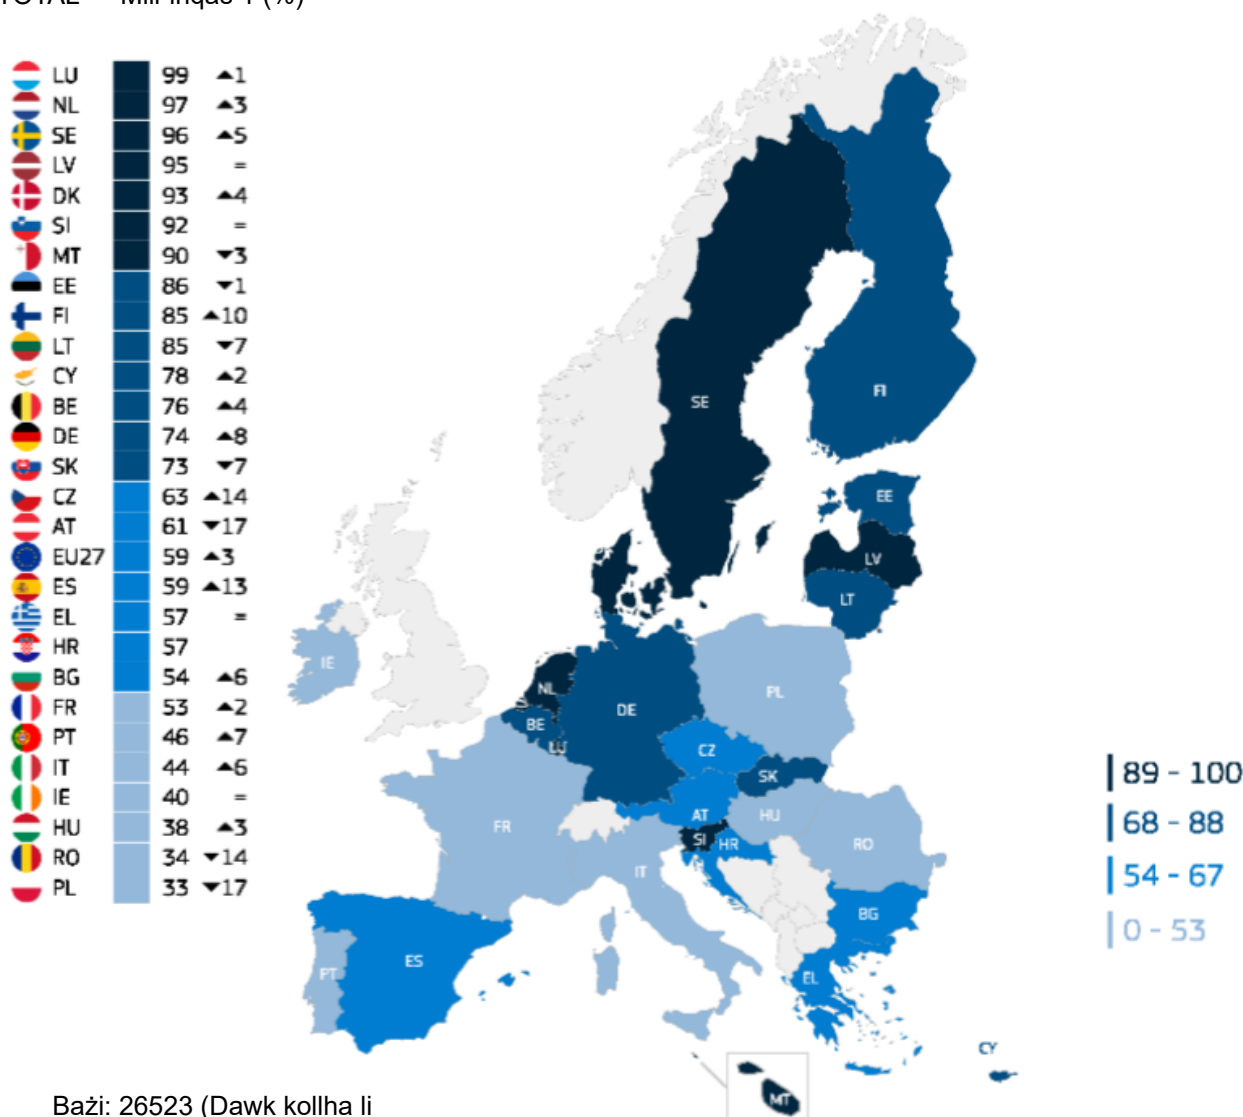 LU 99 ▲1
NL 97 ▲3
SE 96 ▲5
LV 95 =
DK 93 ▲4
SI 92 =
MT 90 ▼3
EE 86 ▼1
FI 85 ▲10
LT 85 ▼7
CY 78 ▲2
BE 76 ▲4
DE 74 ▲8
SK 73 ▼7
CZ 63 ▲14
AT 61 ▼17
EU27 59 ▲3
ES 59 ▲13
EL 57 =
HR 57
BG 54 ▲6
FR 53 ▲2
PT 46 ▲7
IT 44 ▲6
IE 40 =
HU 38 ▲3
RO 34 ▼14
PL 33 ▼17
SE
FI
EE
LV
LT
IE
NL
PL
DE
BE
LU
CZ
SK
AT
HU
FR
SI
HR
RO
IT
BG
ES
PT
EL
CY
MT
89 - 100
68 - 88
54 - 67
0 - 53
Bażi: 26523 (Dawk kollha li